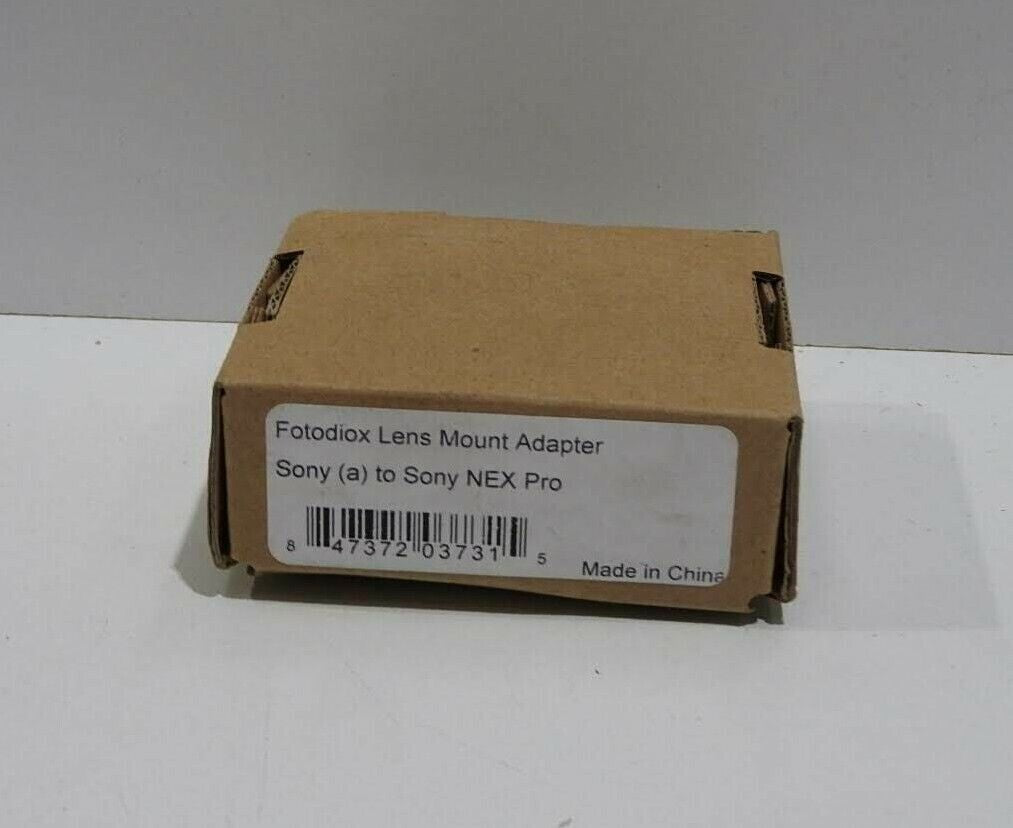 Fotodiox Lens Mount Adapter
Sony (a) to Sony NEX Pro
8 47372 03731 5
Made in China